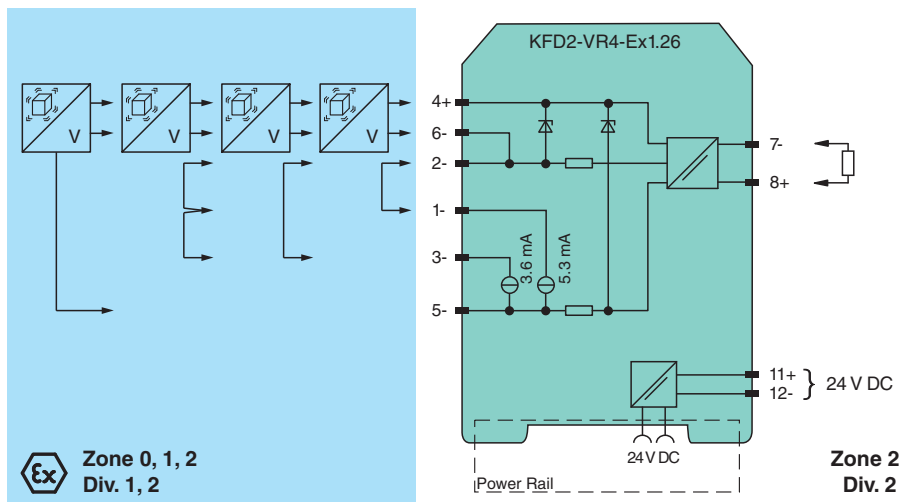 KFD2-VR4-Ex1.26
V
V
V
V
4+
6-
2-
1-
3-
5-
3.6 mA
5.3 mA
7-
8+
11+
12-
} 24 V DC
24 V DC
Power Rail
Ex
Zone 0, 1, 2
Div. 1, 2
Zone 2
Div. 2